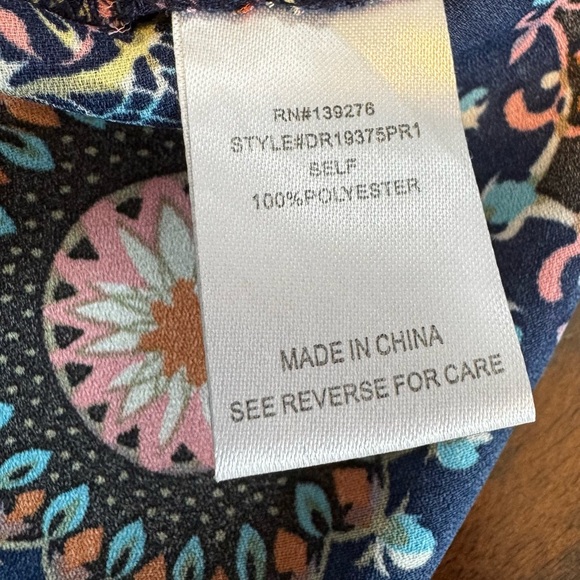 RN#139276
STYLE#DR19375PR1
SELF
100%POLYESTER
MADE IN CHINA
SEE REVERSE FOR CARE